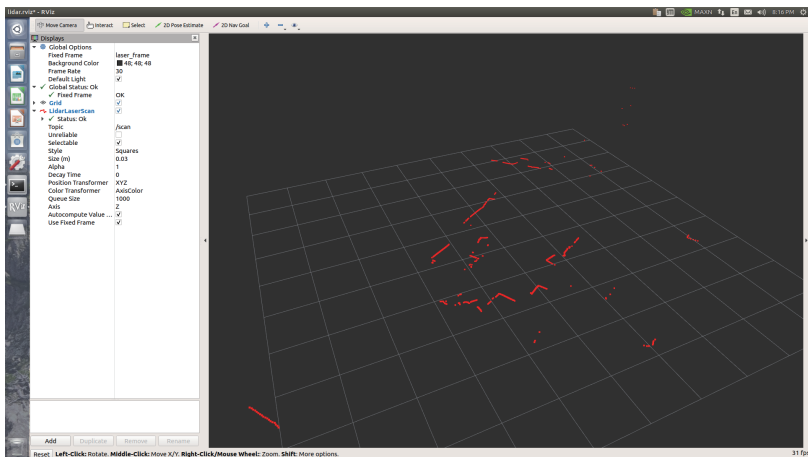 lidar.rviz* - RViz
MAXN
En
8:16 PM
Move Camera Interact Select 2D Pose Estimate 2D Nav Goal
Displays
Global Options
Fixed Frame laser_frame
Background Color 48; 48; 48
Frame Rate 30
Default Light
Global Status: Ok
Fixed Frame OK
Grid
LidarLaserScan
Status: Ok
Topic /scan
Unreliable
Selectable
Style Squares
Size (m) 0.03
Alpha 1
Decay Time 0
Position Transformer XYZ
Color Transformer AxisColor
Queue Size 1000
Axis Z
Autocompute Value ...
Use Fixed Frame
RViz
Add Duplicate Remove Rename
Reset Left-Click: Rotate. Middle-Click: Move X/Y. Right-Click/Mouse Wheel: Zoom. Shift: More options. 31 fps